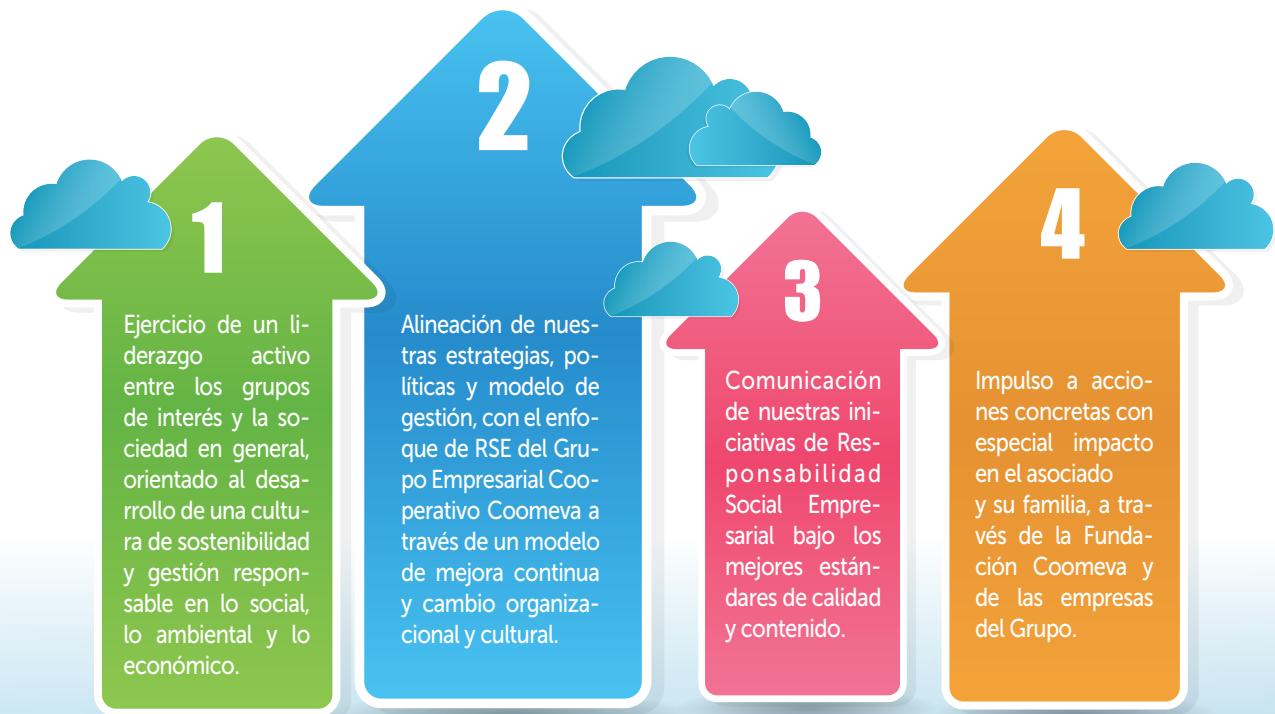 1
Ejercicio de un li-
derazgo activo
entre los grupos
de interés y la so-
ciedad en general,
orientado al desa-
rrollo de una cultu-
ra de sostenibilidad
y gestión respon-
sable en lo social,
lo ambiental y lo
económico.
2
Alineación de nues-
tras estrategias, po-
líticas y modelo de
gestión, con el enfo-
que de RSE del Gru-
po Empresarial Coo-
perativo Coomeva a
través de un modelo
de mejora continua
y cambio organiza-
cional y cultural.
3
Comunicación
de nuestras ini-
ciativas de Res-
ponsabilidad
Social Empre-
sarial bajo los
mejores están-
dares de calidad
y contenido.
4
Impulso a accio-
nes concretas con
especial impacto
en el asociado
y su familia, a tra-
vés de la Funda-
ción Coomeva y
de las empresas
del Grupo.